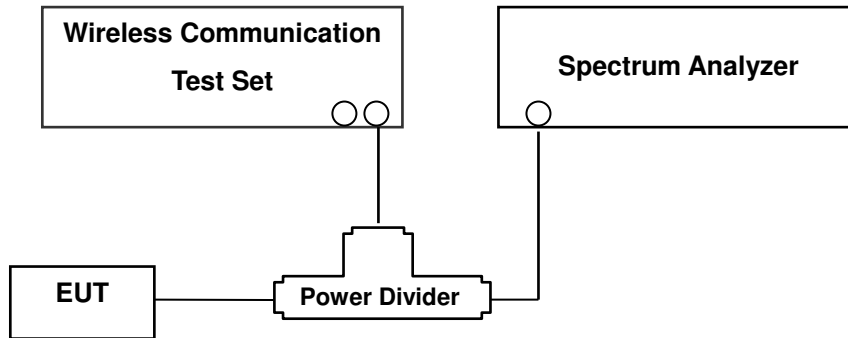 Wireless Communication
Test Set
Spectrum Analyzer
EUT
Power Divider